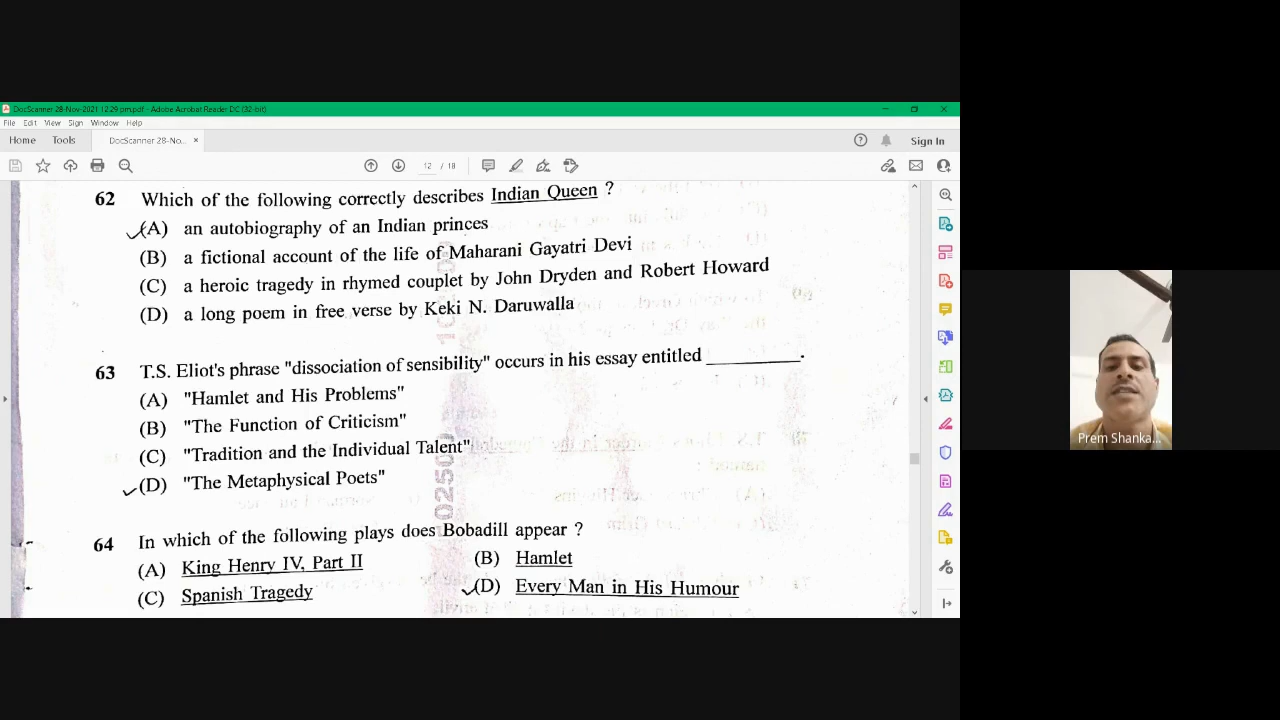 DocScanner 28-Nov-2021 12.29 pm.pdf - Adobe Acrobat Reader DC (32-bit)
File Edit View Sign Window Help
Home Tools DocScanner 28-No... × Sign In
12 / 18
62 Which of the following correctly describes Indian Queen ?
(A) an autobiography of an Indian princes
(B) a fictional account of the life of Maharani Gayatri Devi
(C) a heroic tragedy in rhymed couplet by John Dryden and Robert Howard
(D) a long poem in free verse by Keki N. Daruwalla
63 T.S. Eliot's phrase "dissociation of sensibility" occurs in his essay entitled __________.
(A) "Hamlet and His Problems"
(B) "The Function of Criticism"
(C) "Tradition and the Individual Talent"
(D) "The Metaphysical Poets"
64 In which of the following plays does Bobadill appear ?
(A) King Henry IV, Part II (B) Hamlet
(C) Spanish Tragedy (D) Every Man in His Humour
Prem Shanka...